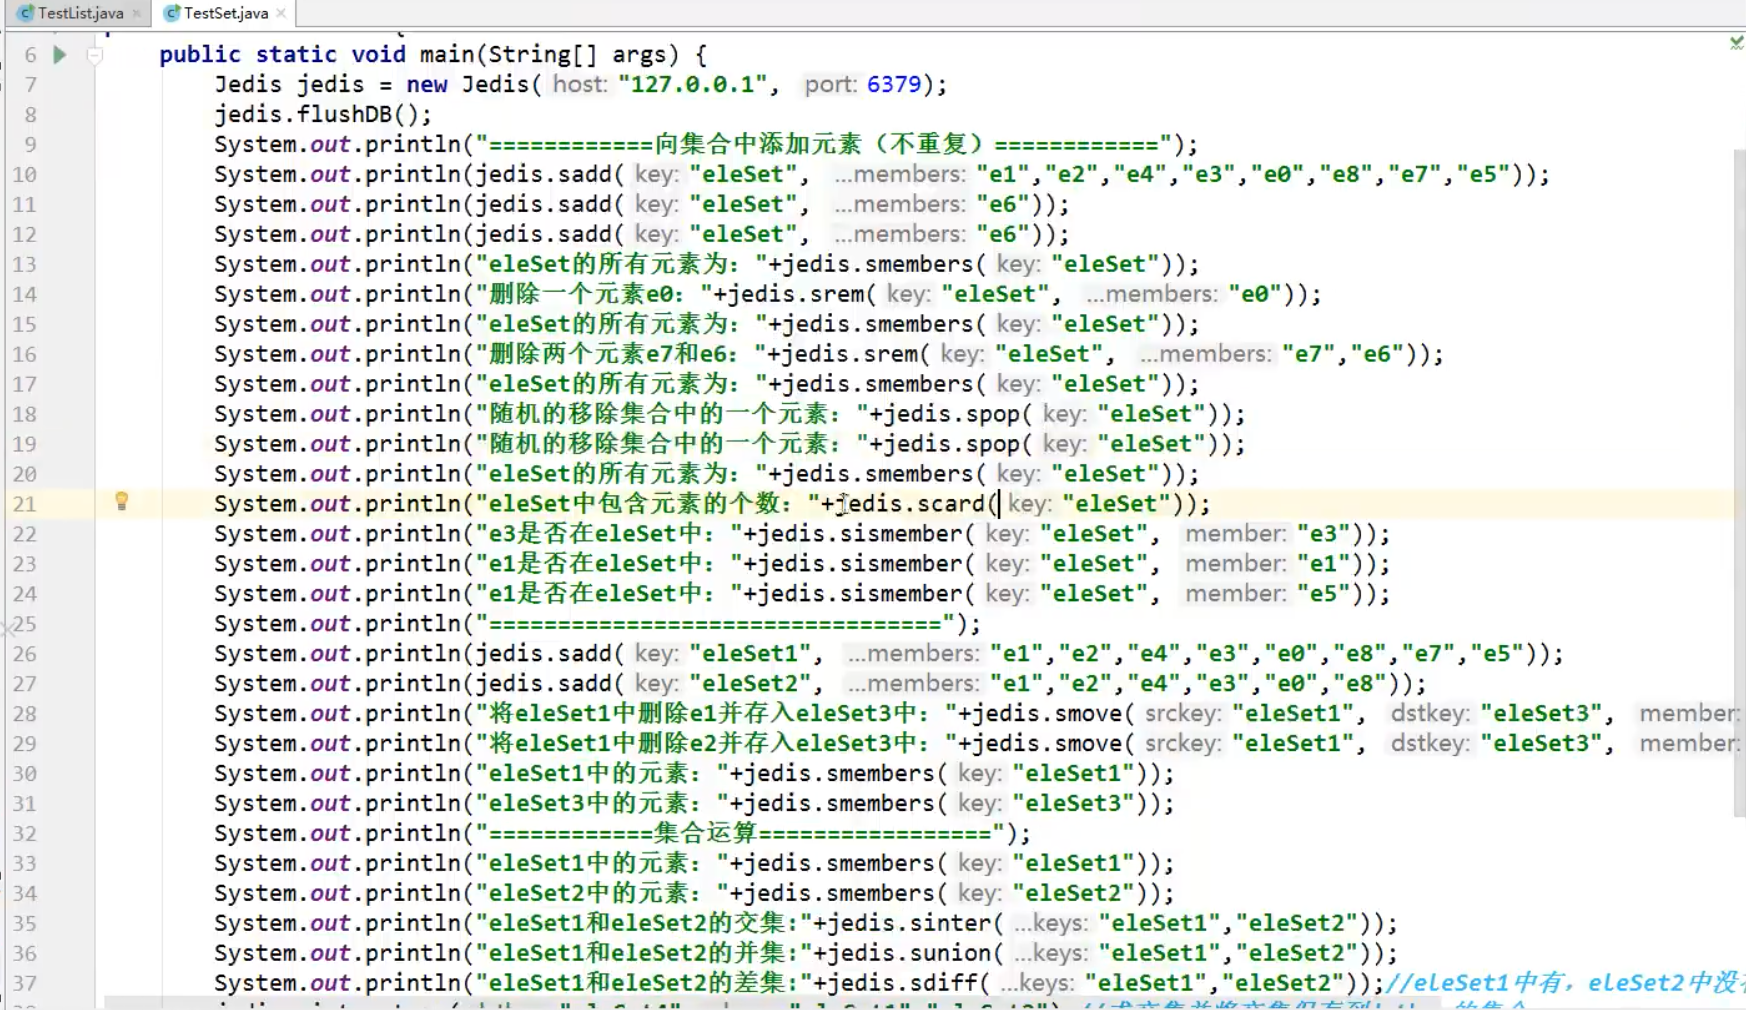 TestList.java × TestSet.java ×
6 public static void main(String[] args) {
7 Jedis jedis = new Jedis( host: "127.0.0.1", port: 6379);
8 jedis.flushDB();
9 System.out.println("============向集合中添加元素（不重复）============");
10 System.out.println(jedis.sadd( key: "eleSet", ...members: "e1","e2","e4","e3","e0","e8","e7","e5"));
11 System.out.println(jedis.sadd( key: "eleSet", ...members: "e6"));
12 System.out.println(jedis.sadd( key: "eleSet", ...members: "e6"));
13 System.out.println("eleSet的所有元素为："+jedis.smembers( key: "eleSet"));
14 System.out.println("删除一个元素e0："+jedis.srem( key: "eleSet", ...members: "e0"));
15 System.out.println("eleSet的所有元素为："+jedis.smembers( key: "eleSet"));
16 System.out.println("删除两个元素e7和e6："+jedis.srem( key: "eleSet", ...members: "e7","e6"));
17 System.out.println("eleSet的所有元素为："+jedis.smembers( key: "eleSet"));
18 System.out.println("随机的移除集合中的一个元素："+jedis.spop( key: "eleSet"));
19 System.out.println("随机的移除集合中的一个元素："+jedis.spop( key: "eleSet"));
20 System.out.println("eleSet的所有元素为："+jedis.smembers( key: "eleSet"));
21 System.out.println("eleSet中包含元素的个数："+jedis.scard( key: "eleSet"));
22 System.out.println("e3是否在eleSet中："+jedis.sismember( key: "eleSet", member: "e3"));
23 System.out.println("e1是否在eleSet中："+jedis.sismember( key: "eleSet", member: "e1"));
24 System.out.println("e1是否在eleSet中："+jedis.sismember( key: "eleSet", member: "e5"));
25 System.out.println("=================================");
26 System.out.println(jedis.sadd( key: "eleSet1", ...members: "e1","e2","e4","e3","e0","e8","e7","e5"));
27 System.out.println(jedis.sadd( key: "eleSet2", ...members: "e1","e2","e4","e3","e0","e8"));
28 System.out.println("将eleSet1中删除e1并存入eleSet3中："+jedis.smove( srckey: "eleSet1", dstkey: "eleSet3", member:
29 System.out.println("将eleSet1中删除e2并存入eleSet3中："+jedis.smove( srckey: "eleSet1", dstkey: "eleSet3", member:
30 System.out.println("eleSet1中的元素："+jedis.smembers( key: "eleSet1"));
31 System.out.println("eleSet3中的元素："+jedis.smembers( key: "eleSet3"));
32 System.out.println("============集合运算=================");
33 System.out.println("eleSet1中的元素："+jedis.smembers( key: "eleSet1"));
34 System.out.println("eleSet2中的元素："+jedis.smembers( key: "eleSet2"));
35 System.out.println("eleSet1和eleSet2的交集:"+jedis.sinter( ...keys: "eleSet1","eleSet2"));
36 System.out.println("eleSet1和eleSet2的并集:"+jedis.sunion( ...keys: "eleSet1","eleSet2"));
37 System.out.println("eleSet1和eleSet2的差集:"+jedis.sdiff( ...keys: "eleSet1","eleSet2"));//eleSet1中有，eleSet2中没